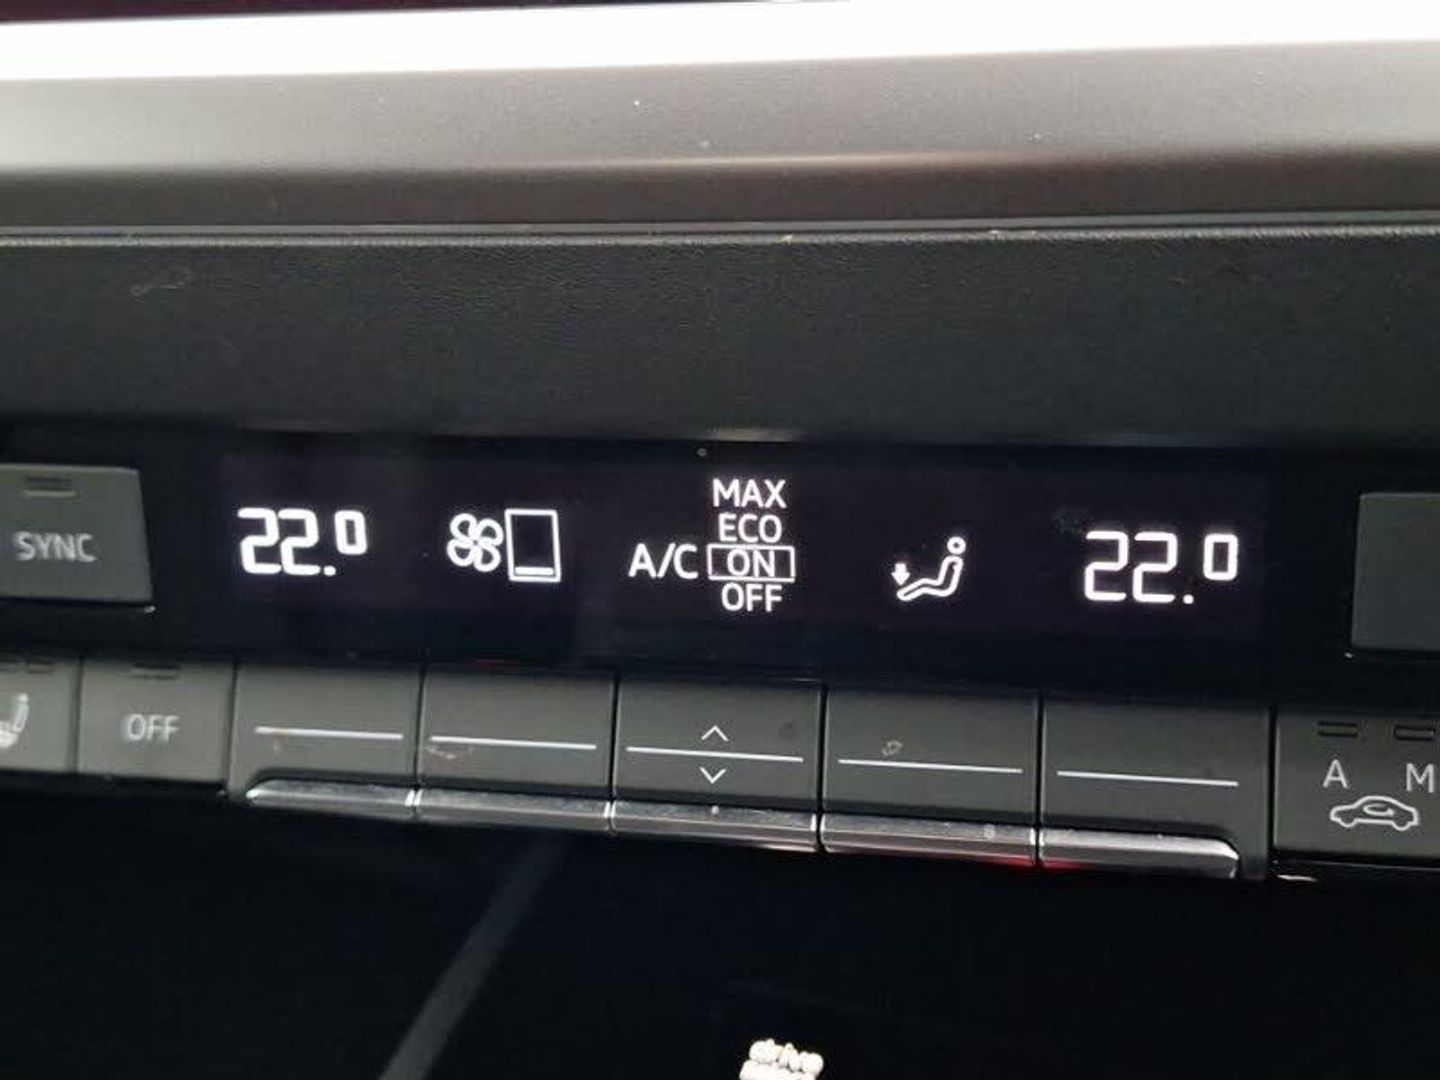 SYNC
22.0
A/C
MAX
ECO
ON
OFF
22.0
OFF
A M